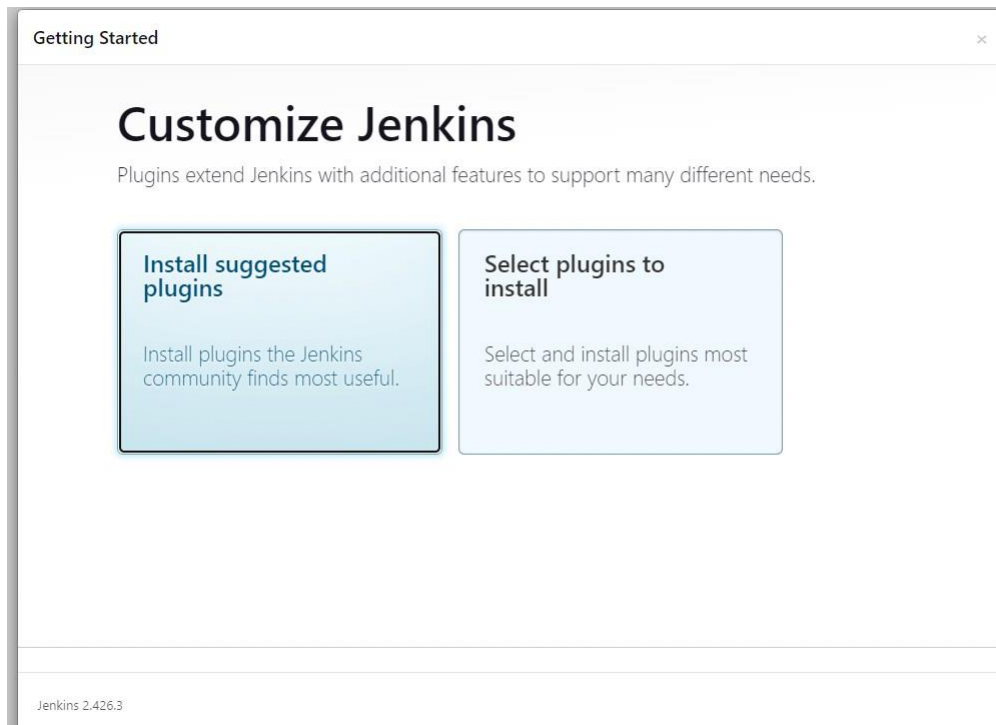 Getting Started
×
Customize Jenkins
Plugins extend Jenkins with additional features to support many different needs.
Install suggested
plugins
Install plugins the Jenkins
community finds most useful.
Select plugins to
install
Select and install plugins most
suitable for your needs.
Jenkins 2.426.3